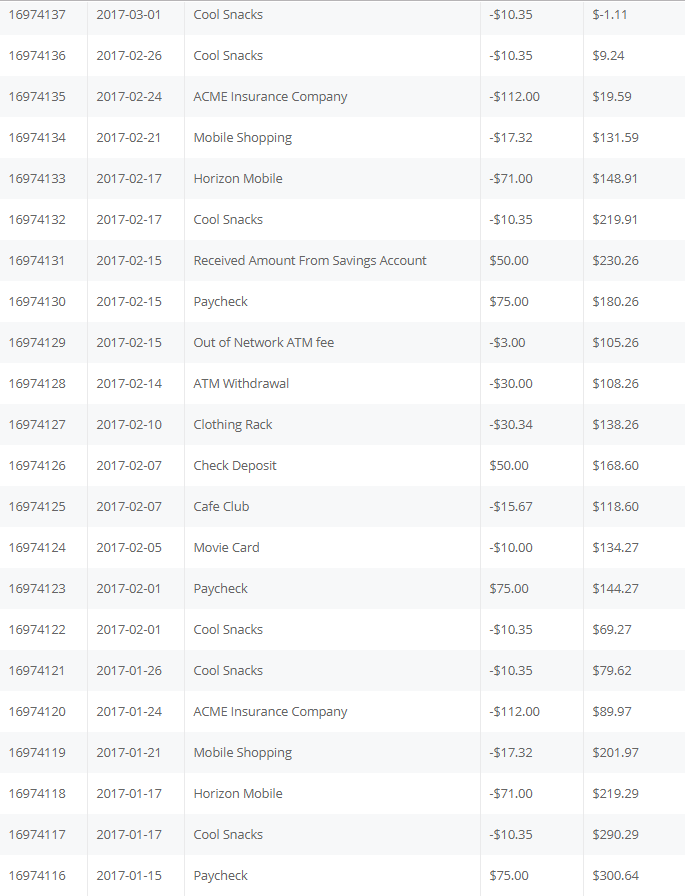 16974137 2017-03-01 Cool Snacks -$10.35 $-1.11
16974136 2017-02-26 Cool Snacks -$10.35 $9.24
16974135 2017-02-24 ACME Insurance Company -$112.00 $19.59
16974134 2017-02-21 Mobile Shopping -$17.32 $131.59
16974133 2017-02-17 Horizon Mobile -$71.00 $148.91
16974132 2017-02-17 Cool Snacks -$10.35 $219.91
16974131 2017-02-15 Received Amount From Savings Account $50.00 $230.26
16974130 2017-02-15 Paycheck $75.00 $180.26
16974129 2017-02-15 Out of Network ATM fee -$3.00 $105.26
16974128 2017-02-14 ATM Withdrawal -$30.00 $108.26
16974127 2017-02-10 Clothing Rack -$30.34 $138.26
16974126 2017-02-07 Check Deposit $50.00 $168.60
16974125 2017-02-07 Cafe Club -$15.67 $118.60
16974124 2017-02-05 Movie Card -$10.00 $134.27
16974123 2017-02-01 Paycheck $75.00 $144.27
16974122 2017-02-01 Cool Snacks -$10.35 $69.27
16974121 2017-01-26 Cool Snacks -$10.35 $79.62
16974120 2017-01-24 ACME Insurance Company -$112.00 $89.97
16974119 2017-01-21 Mobile Shopping -$17.32 $201.97
16974118 2017-01-17 Horizon Mobile -$71.00 $219.29
16974117 2017-01-17 Cool Snacks -$10.35 $290.29
16974116 2017-01-15 Paycheck $75.00 $300.64